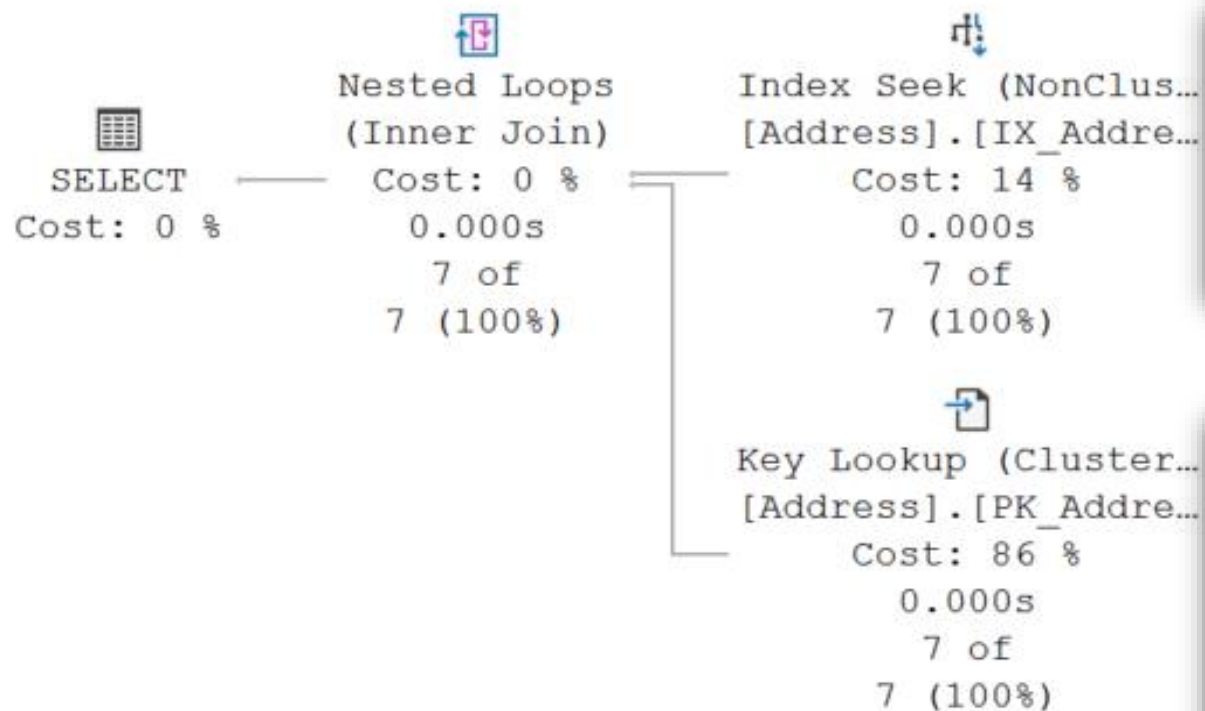 SELECT
Cost: 0 %
Nested Loops
(Inner Join)
Cost: 0 %
0.000s
7 of
7 (100%)
Index Seek (NonClus…
[Address].[IX_Addre…
Cost: 14 %
0.000s
7 of
7 (100%)
Key Lookup (Cluster…
[Address].[PK_Addre…
Cost: 86 %
0.000s
7 of
7 (100%)